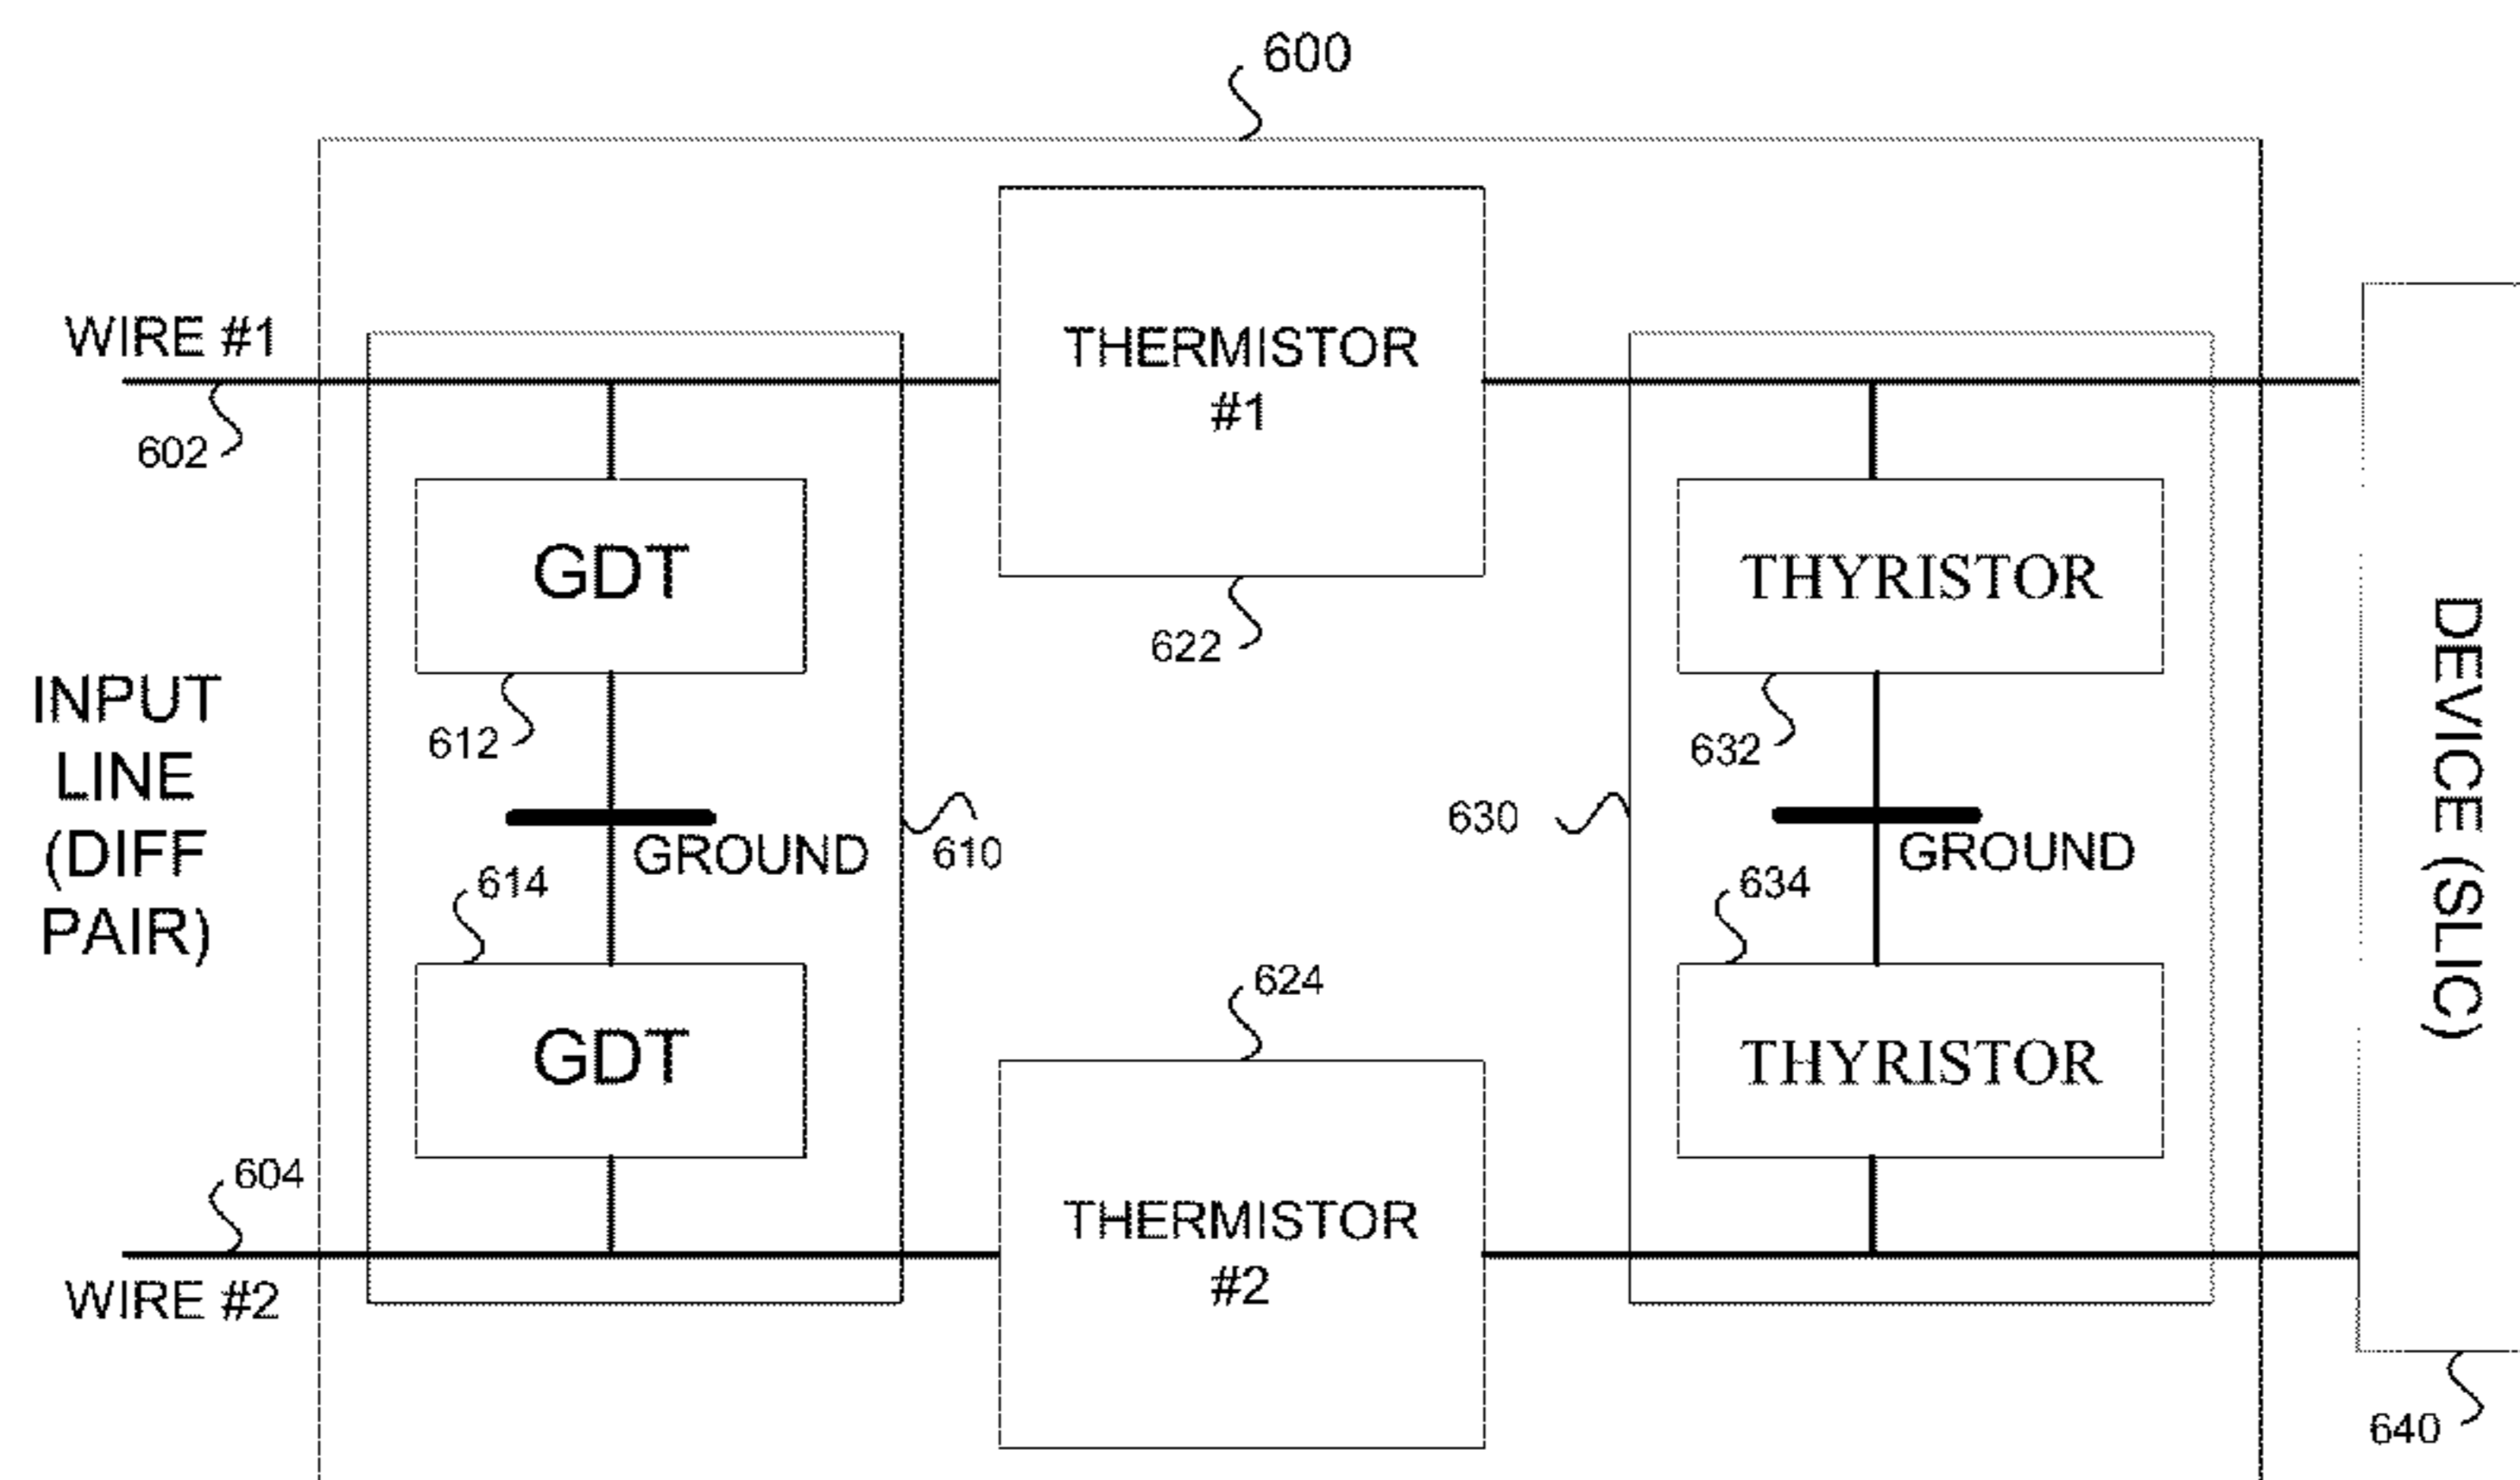 600
WIRE #1
602
THERMISTOR
#1
622
GDT
612
THYRISTOR
632
INPUT
LINE
(DIFF
PAIR)
GROUND
610
630
GROUND
614
634
GDT
624
THYRISTOR
604
WIRE #2
THERMISTOR
#2
DEVICE (SLIC)
640